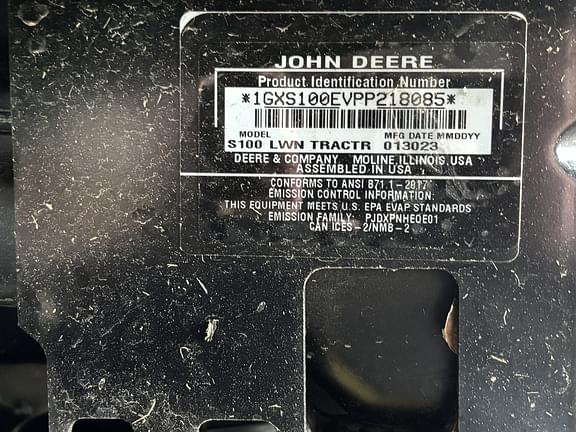 JOHN DEERE
Product Identification Number
*1GXS100EVPP218085*
MODEL MFG DATE MMDDYY
S100 LWN TRACTR 013023
DEERE & COMPANY MOLINE, ILLINOIS, USA
ASSEMBLED IN USA
CONFORMS TO ANSI B71.1-2017
EMISSION CONTROL INFORMATION:
THIS EQUIPMENT MEETS U.S. EPA EVAP STANDARDS
EMISSION FAMILY: PJDXPNHEOE01
CAN ICES-2/NMB-2